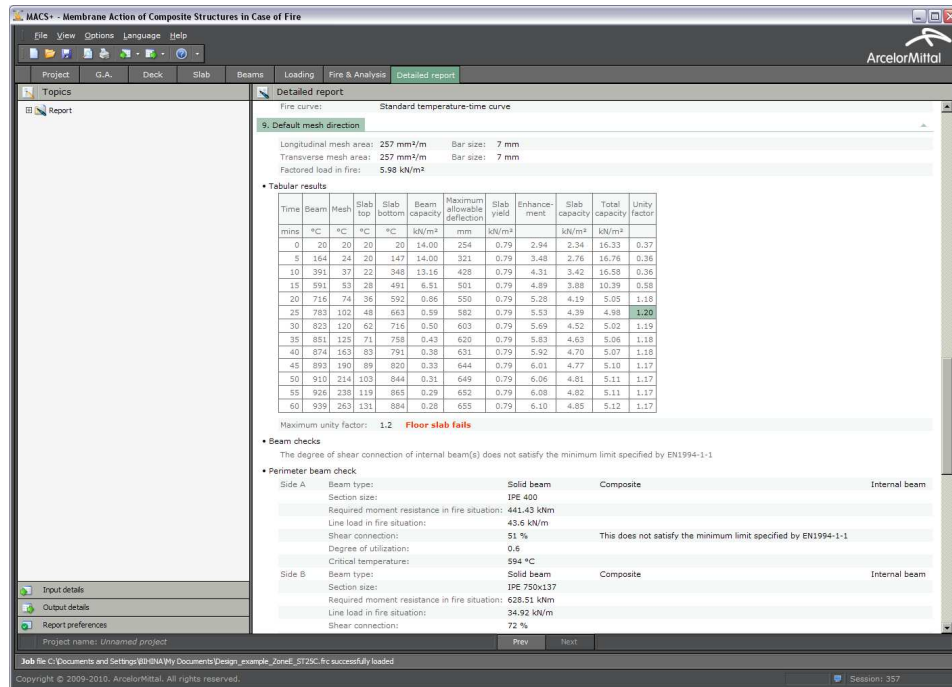 MACS+ - Membrane Action of Composite Structures in Case of Fire
File View Options Language Help
ArcelorMittal
Project G.A. Deck Slab Beams Loading Fire & Analysis Detailed report
Topics
Report
Detailed report
Fire curve: Standard temperature-time curve
9. Default mesh direction
Longitudinal mesh area: 257 mm²/m Bar size: 7 mm
Transverse mesh area: 257 mm²/m Bar size: 7 mm
Factored load in fire: 5.98 kN/m²
• Tabular results
Time Beam Mesh Slab top Slab bottom Beam capacity Maximum allowable deflection Slab yield Enhance-ment Slab capacity Total capacity Unity factor
mins °C °C °C °C kN/m² mm kN/m² kN/m² kN/m²
0 20 20 20 20 14.00 254 0.79 2.94 2.34 16.33 0.37
5 164 24 20 147 14.00 321 0.79 3.48 2.76 16.76 0.36
10 391 37 22 348 13.16 428 0.79 4.31 3.42 16.58 0.36
15 591 53 28 491 6.51 501 0.79 4.89 3.88 10.39 0.58
20 716 74 36 592 0.86 550 0.79 5.28 4.19 5.05 1.18
25 783 102 48 663 0.59 582 0.79 5.53 4.39 4.98 1.20
30 823 120 62 716 0.50 603 0.79 5.69 4.52 5.02 1.19
35 851 125 71 758 0.43 620 0.79 5.83 4.63 5.06 1.18
40 874 163 83 791 0.38 631 0.79 5.92 4.70 5.07 1.18
45 893 190 89 820 0.33 644 0.79 6.01 4.77 5.10 1.17
50 910 214 103 844 0.31 649 0.79 6.06 4.81 5.11 1.17
55 926 238 119 865 0.29 652 0.79 6.08 4.82 5.11 1.17
60 939 263 131 884 0.28 655 0.79 6.10 4.85 5.12 1.17
Maximum unity factor: 1.2 Floor slab fails
• Beam checks
The degree of shear connection of internal beam(s) does not satisfy the minimum limit specified by EN1994-1-1
• Perimeter beam check
Side A Beam type: Solid beam Composite Internal beam
Section size: IPE 400
Required moment resistance in fire situation: 441.43 kNm
Line load in fire situation: 43.6 kN/m
Shear connection: 51 % This does not satisfy the minimum limit specified by EN1994-1-1
Degree of utilization: 0.6
Critical temperature: 594 °C
Side B Beam type: Solid beam Composite Internal beam
Section size: IPE 750x137
Required moment resistance in fire situation: 628.51 kNm
Line load in fire situation: 34.92 kN/m
Shear connection: 72 %
Input details
Output details
Report preferences
Project name: Unnamed project
Prev Next
Job file C:\Documents and Settings\BIHINA\My Documents\Design_example_ZoneE_ST25C.frc successfully loaded
Copyright © 2009-2010. ArcelorMittal. All rights reserved. Session: 357